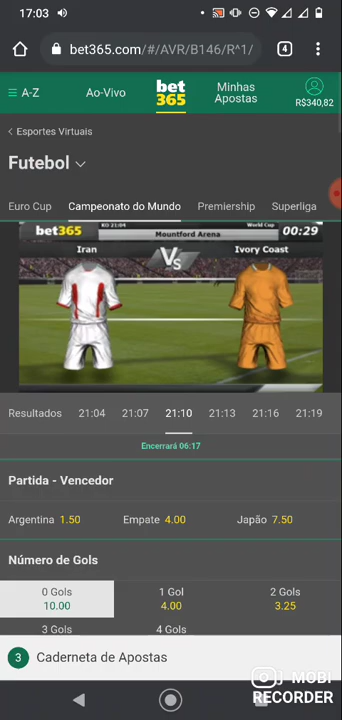 17:03
bet365.com/#/AVR/B146/R^1/
4
A-Z
Ao-Vivo
bet365
Minhas Apostas
R$340,82
Esportes Virtuais
Futebol
Euro Cup
Campeonato do Mundo
Premiership
Superliga
bet365
KO 21:04
World Cup
Mountford Arena
00:29
Iran
Vs
Ivory Coast
Resultados
21:04
21:07
21:10
21:13
21:16
21:19
Encerrará 06:17
Partida - Vencedor
Argentina 1.50
Empate 4.00
Japão 7.50
Número de Gols
0 Gols
10.00
1 Gol
4.00
2 Gols
3.25
3 Gols
4 Gols
3
Caderneta de Apostas
MOBI
RECORDER